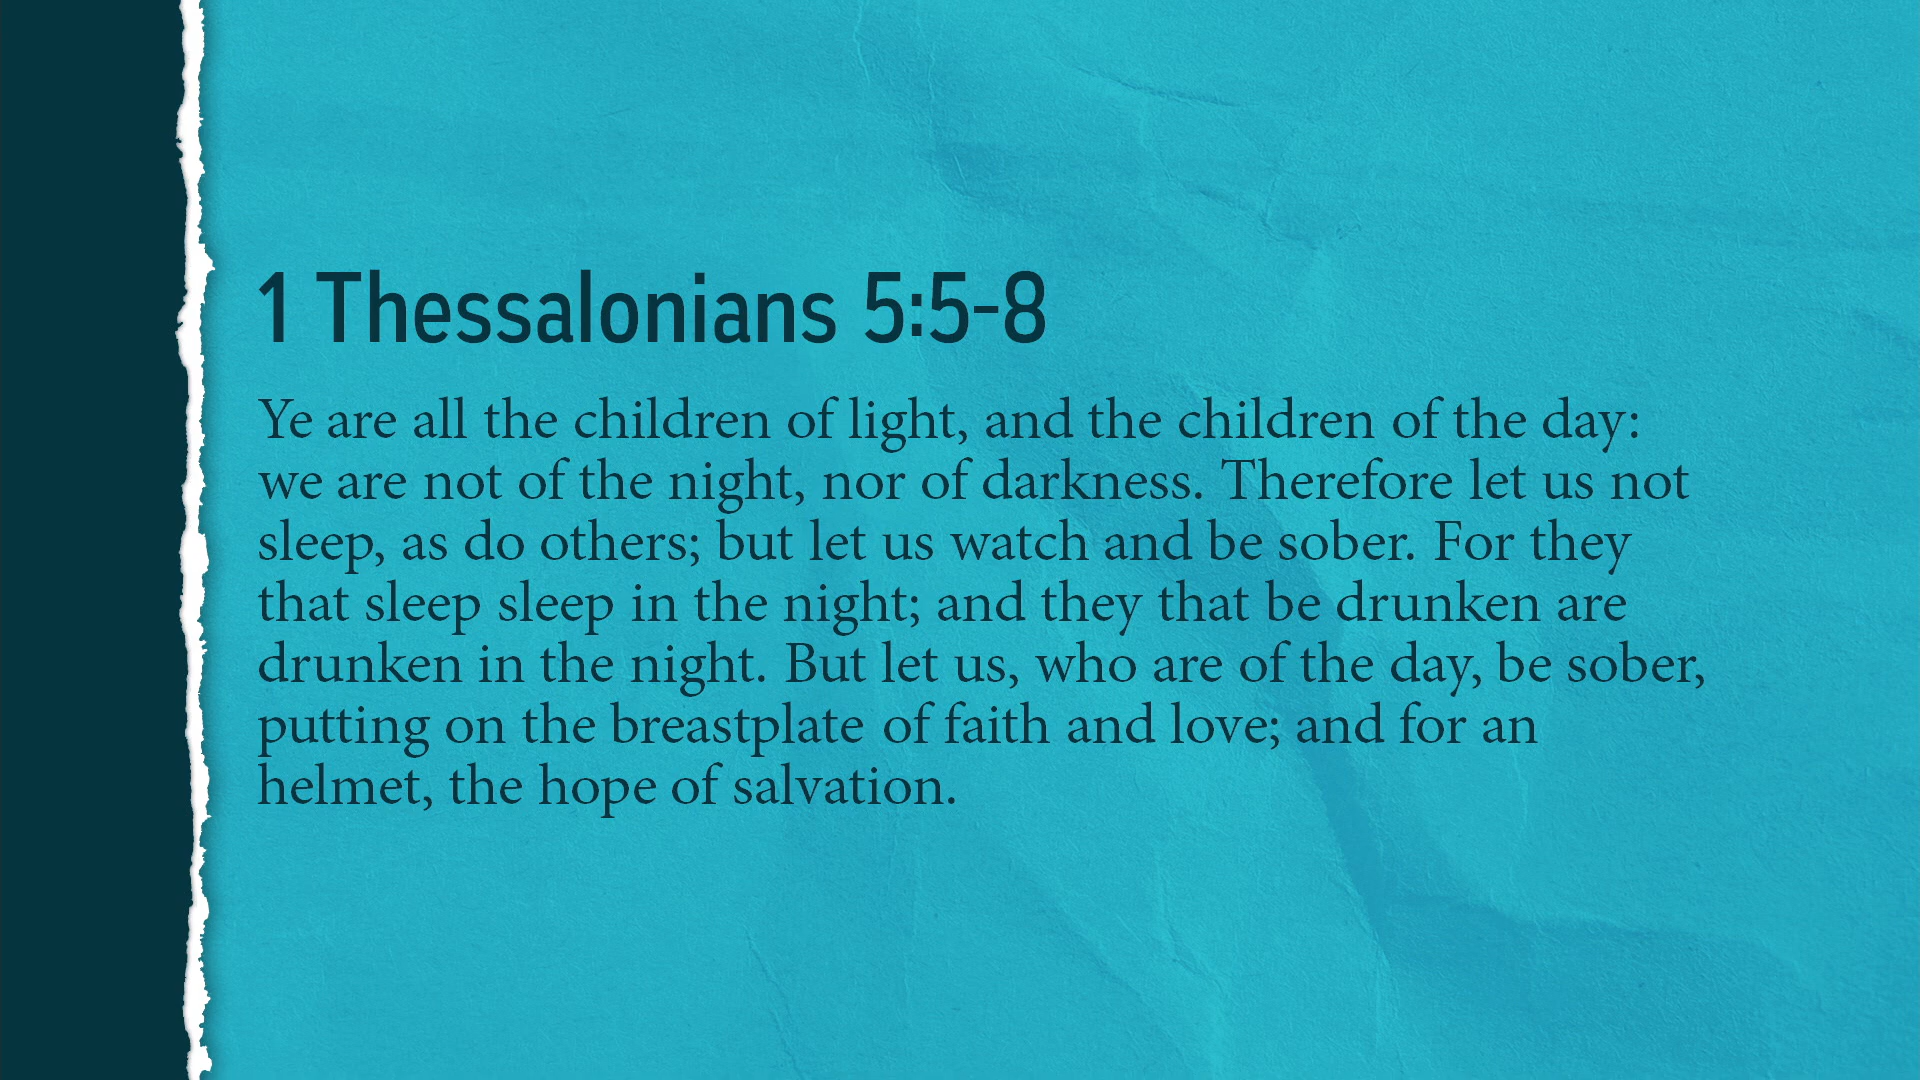 1 Thessalonians 5:5-8
Ye are all the children of light, and the children of the day:
we are not of the night, nor of darkness. Therefore let us not
sleep, as do others; but let us watch and be sober. For they
that sleep sleep in the night; and they that be drunken are
drunken in the night. But let us, who are of the day, be sober,
putting on the breastplate of faith and love; and for an
helmet, the hope of salvation.